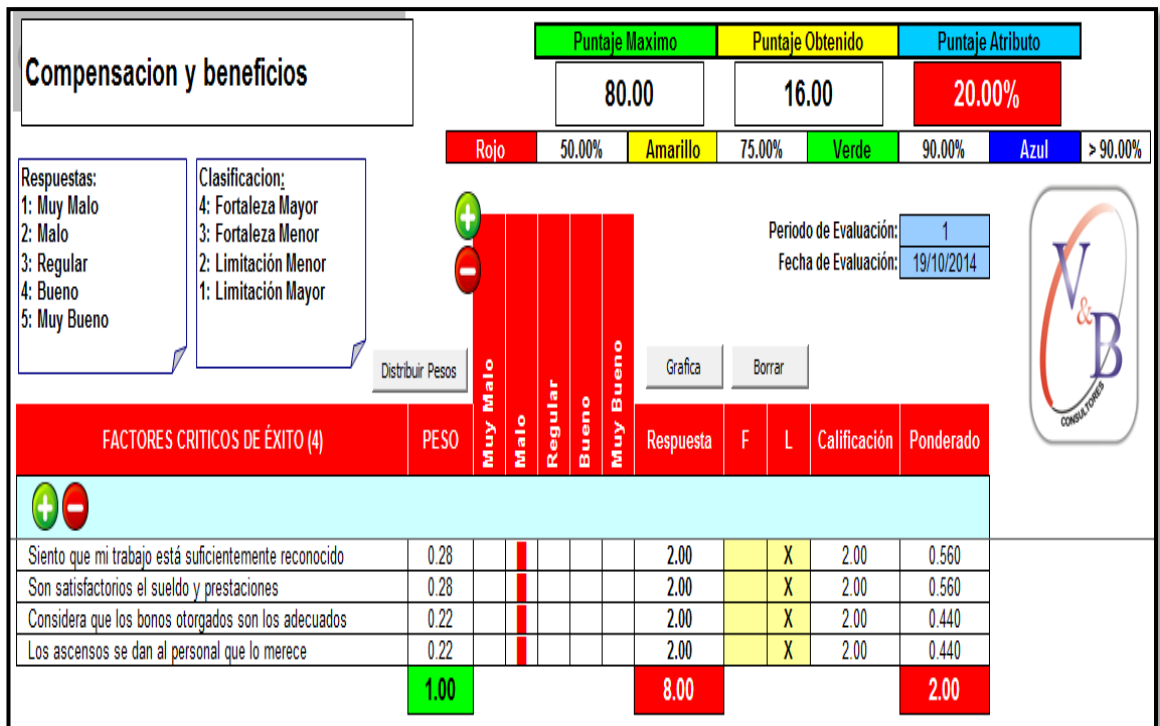 Compensacion y beneficios
Puntaje Maximo Puntaje Obtenido Puntaje Atributo
80.00 16.00 20.00%
Rojo 50.00% Amarillo 75.00% Verde 90.00% Azul > 90.00%
Respuestas:
1: Muy Malo
2: Malo
3: Regular
4: Bueno
5: Muy Bueno
Clasificacion:
4: Fortaleza Mayor
3: Fortaleza Menor
2: Limitación Menor
1: Limitación Mayor
Periodo de Evaluación: 1
Fecha de Evaluación: 19/10/2014
V&B
CONSULTORES
Distribuir Pesos
Grafica Borrar
FACTORES CRITICOS DE ÉXITO (4) PESO Muy Malo Malo Regular Bueno Muy Bueno Respuesta F L Calificación Ponderado
Siento que mi trabajo está suficientemente reconocido 0.28 2.00 X 2.00 0.560
Son satisfactorios el sueldo y prestaciones 0.28 2.00 X 2.00 0.560
Considera que los bonos otorgados son los adecuados 0.22 2.00 X 2.00 0.440
Los ascensos se dan al personal que lo merece 0.22 2.00 X 2.00 0.440
1.00 8.00 2.00